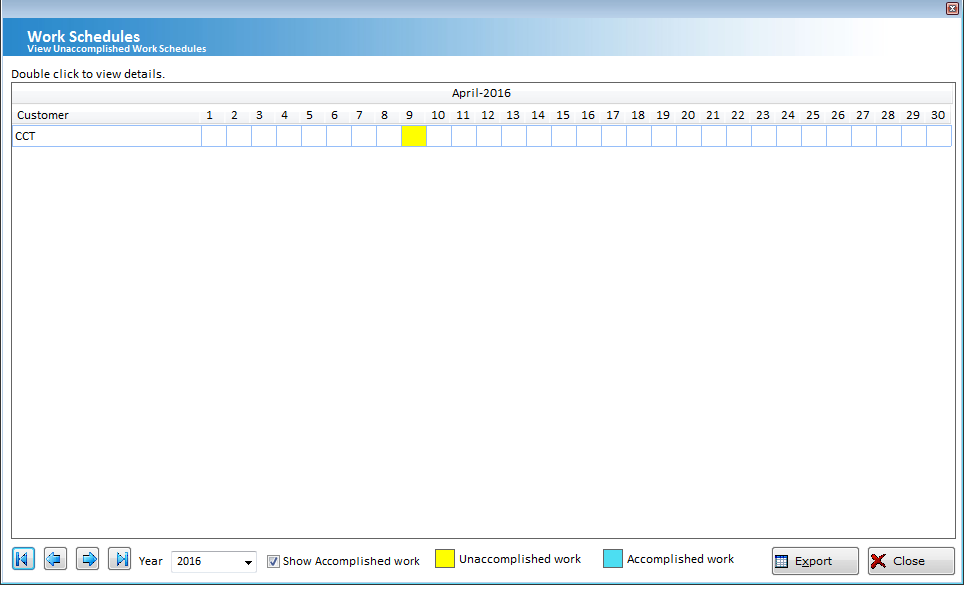 Work Schedules
View Unaccomplished Work Schedules
Double click to view details.
April-2016
Customer 1 2 3 4 5 6 7 8 9 10 11 12 13 14 15 16 17 18 19 20 21 22 23 24 25 26 27 28 29 30
CCT
Year 2016 Show Accomplished work Unaccomplished work Accomplished work Export Close